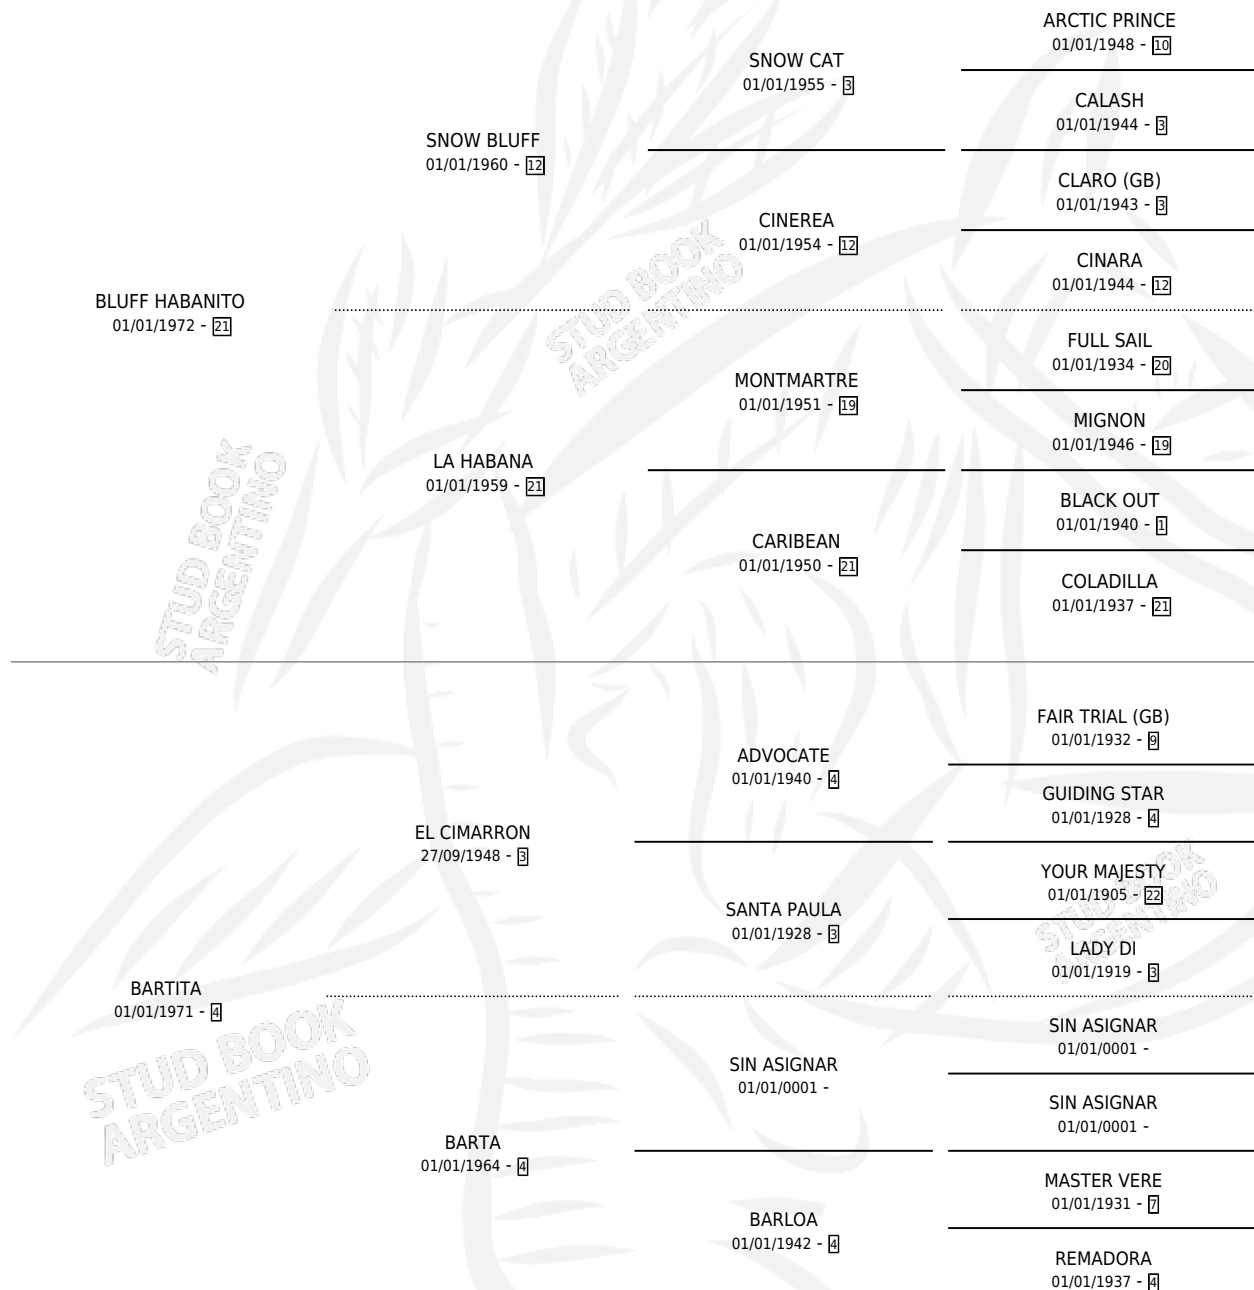 ARCTIC PRINCE
01/01/1948 - 10
SNOW CAT
01/01/1955 - 3
CALASH
01/01/1944 - 3
SNOW BLUFF
01/01/1960 - 12
CLARO (GB)
01/01/1943 - 3
CINEREA
01/01/1954 - 12
CINARA
01/01/1944 - 12
BLUFF HABANITO
01/01/1972 - 21
FULL SAIL
01/01/1934 - 20
MONTMARTRE
01/01/1951 - 19
MIGNON
01/01/1946 - 19
LA HABANA
01/01/1959 - 21
BLACK OUT
01/01/1940 - 1
CARIBEAN
01/01/1950 - 21
COLADILLA
01/01/1937 - 21
FAIR TRIAL (GB)
01/01/1932 - 9
ADVOCATE
01/01/1940 - 4
GUIDING STAR
01/01/1928 - 4
EL CIMARRON
27/09/1948 - 3
YOUR MAJESTY
01/01/1905 - 22
SANTA PAULA
01/01/1928 - 3
LADY DI
01/01/1919 - 3
BARTITA
01/01/1971 - 4
SIN ASIGNAR
01/01/0001 -
SIN ASIGNAR
01/01/0001 -
SIN ASIGNAR
01/01/0001 -
BARTA
01/01/1964 - 4
MASTER VERE
01/01/1931 - 7
BARLOA
01/01/1942 - 4
REMADORA
01/01/1937 - 4
STUD BOOK
ARGENTINO
STUD BOOK
ARGENTINO
STUD BOOK
ARGENTINO
STUD BOOK
ARGENTINO